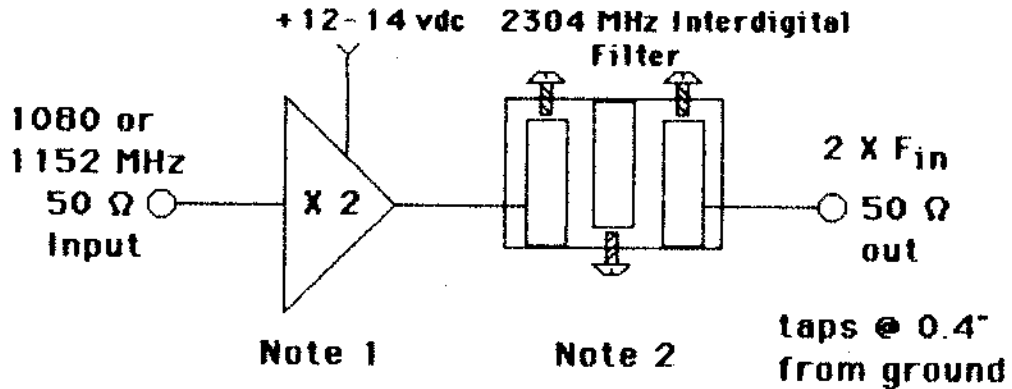 +12-14 vdc
2304 MHz Interdigital
Filter
1080 or
1152 MHz
50 Ω
Input
X 2
2 X Fin
50 Ω
out
Note 1
Note 2
taps @ 0.4"
from ground